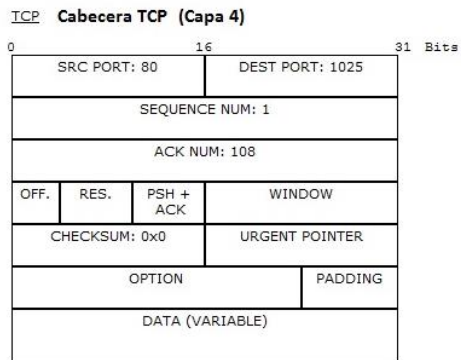 TCP Cabecera TCP (Capa 4)
0 16 31 Bits
SRC PORT: 80 DEST PORT: 1025
SEQUENCE NUM: 1
ACK NUM: 108
OFF. RES. PSH + ACK WINDOW
CHECKSUM: 0x0 URGENT POINTER
OPTION PADDING
DATA (VARIABLE)